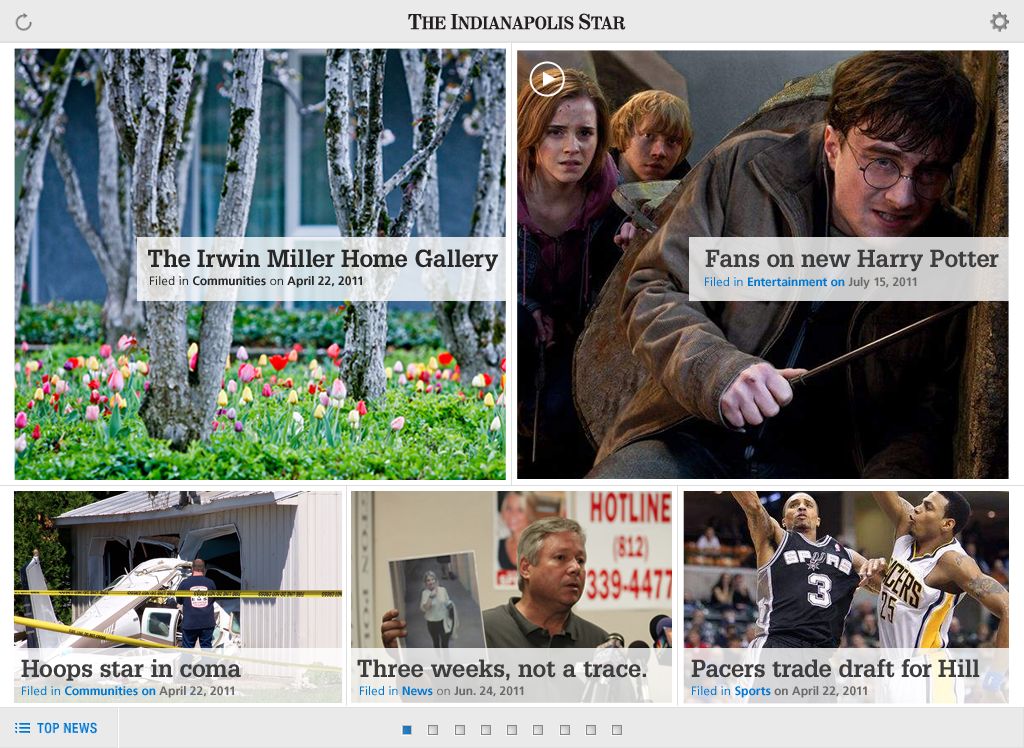 THE INDIANAPOLIS STAR
The Irwin Miller Home Gallery
Filed in Communities on April 22, 2011
Fans on new Harry Potter
Filed in Entertainment on July 15, 2011
HOTLINE
(812)
339-4477
SPURS
3
PACERS
25
Hoops star in coma
Filed in Communities on April 22, 2011
Three weeks, not a trace.
Filed in News on Jun. 24, 2011
Pacers trade draft for Hill
Filed in Sports on April 22, 2011
TOP NEWS